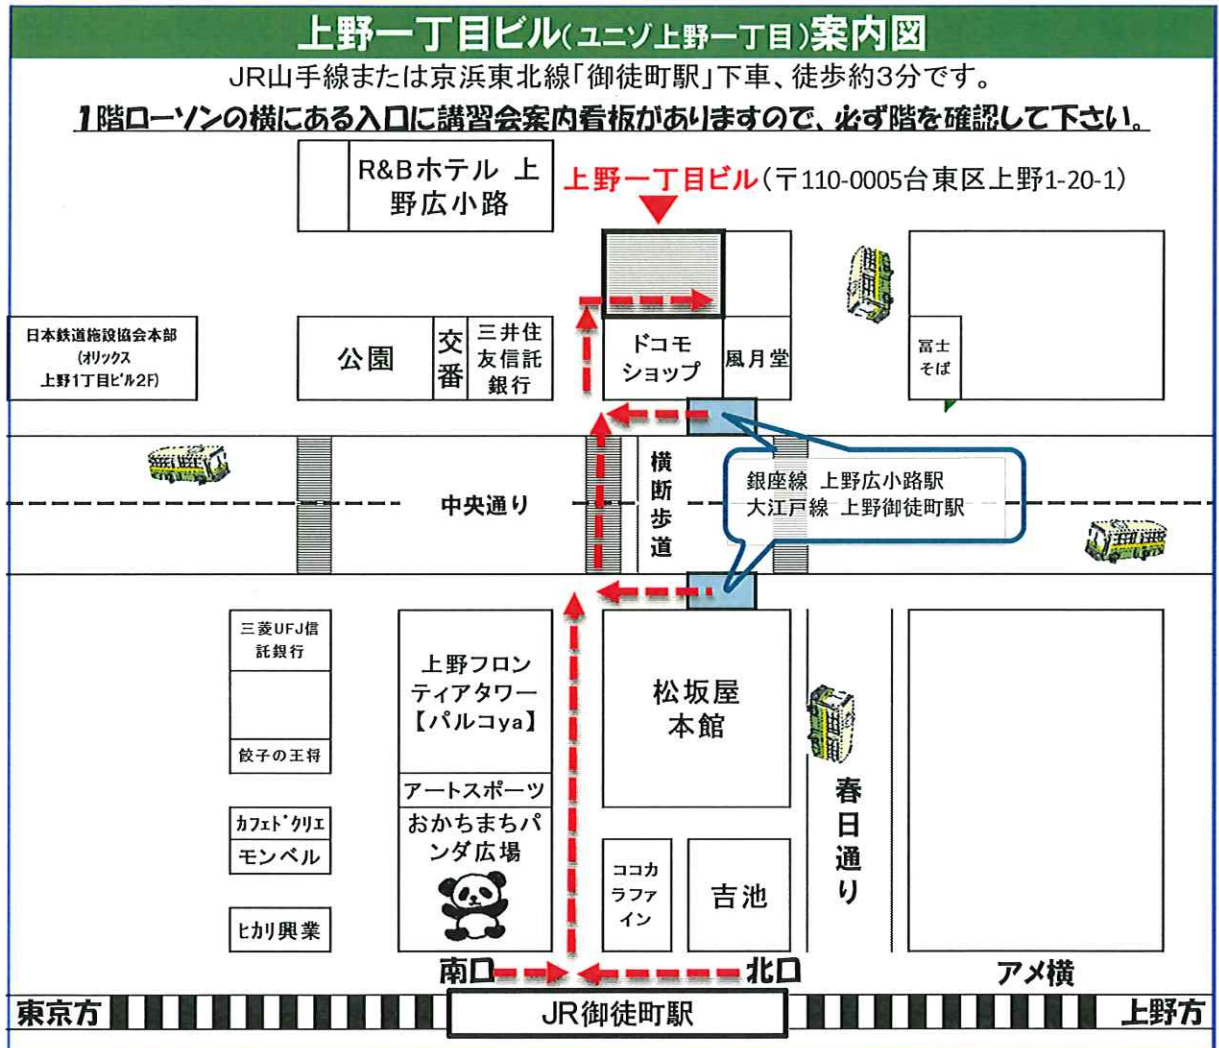 上野一丁目ビル(ユニゾ上野一丁目)案内図
JR山手線または京浜東北線「御徒町駅」下車、徒歩約3分です。
1階ローソンの横にある入口に講習会案内看板がありますので、必ず階を確認して下さい。
R&Bホテル 上
野広小路
上野一丁目ビル(〒110-0005台東区上野1-20-1)
日本鉄道施設協会本部
(オリックス
上野1丁目ビル2F)
公園
交
番
三井住
友信託
銀行
ドコモ
ショップ
風月堂
冨士
そば
中央通り
横
断
歩
道
銀座線 上野広小路駅
大江戸線 上野御徒町駅
三菱UFJ信
託銀行
餃子の王将
カフェドクリエ
モンベル
ヒカリ興業
上野フロン
ティアタワー
【パルコya】
アートスポーツ
おかちまちパ
ンダ広場
松坂屋
本館
ココカ
ラファ
イン
吉池
春
日
通
り
南口
北口
アメ横
東京方
JR御徒町駅
上野方